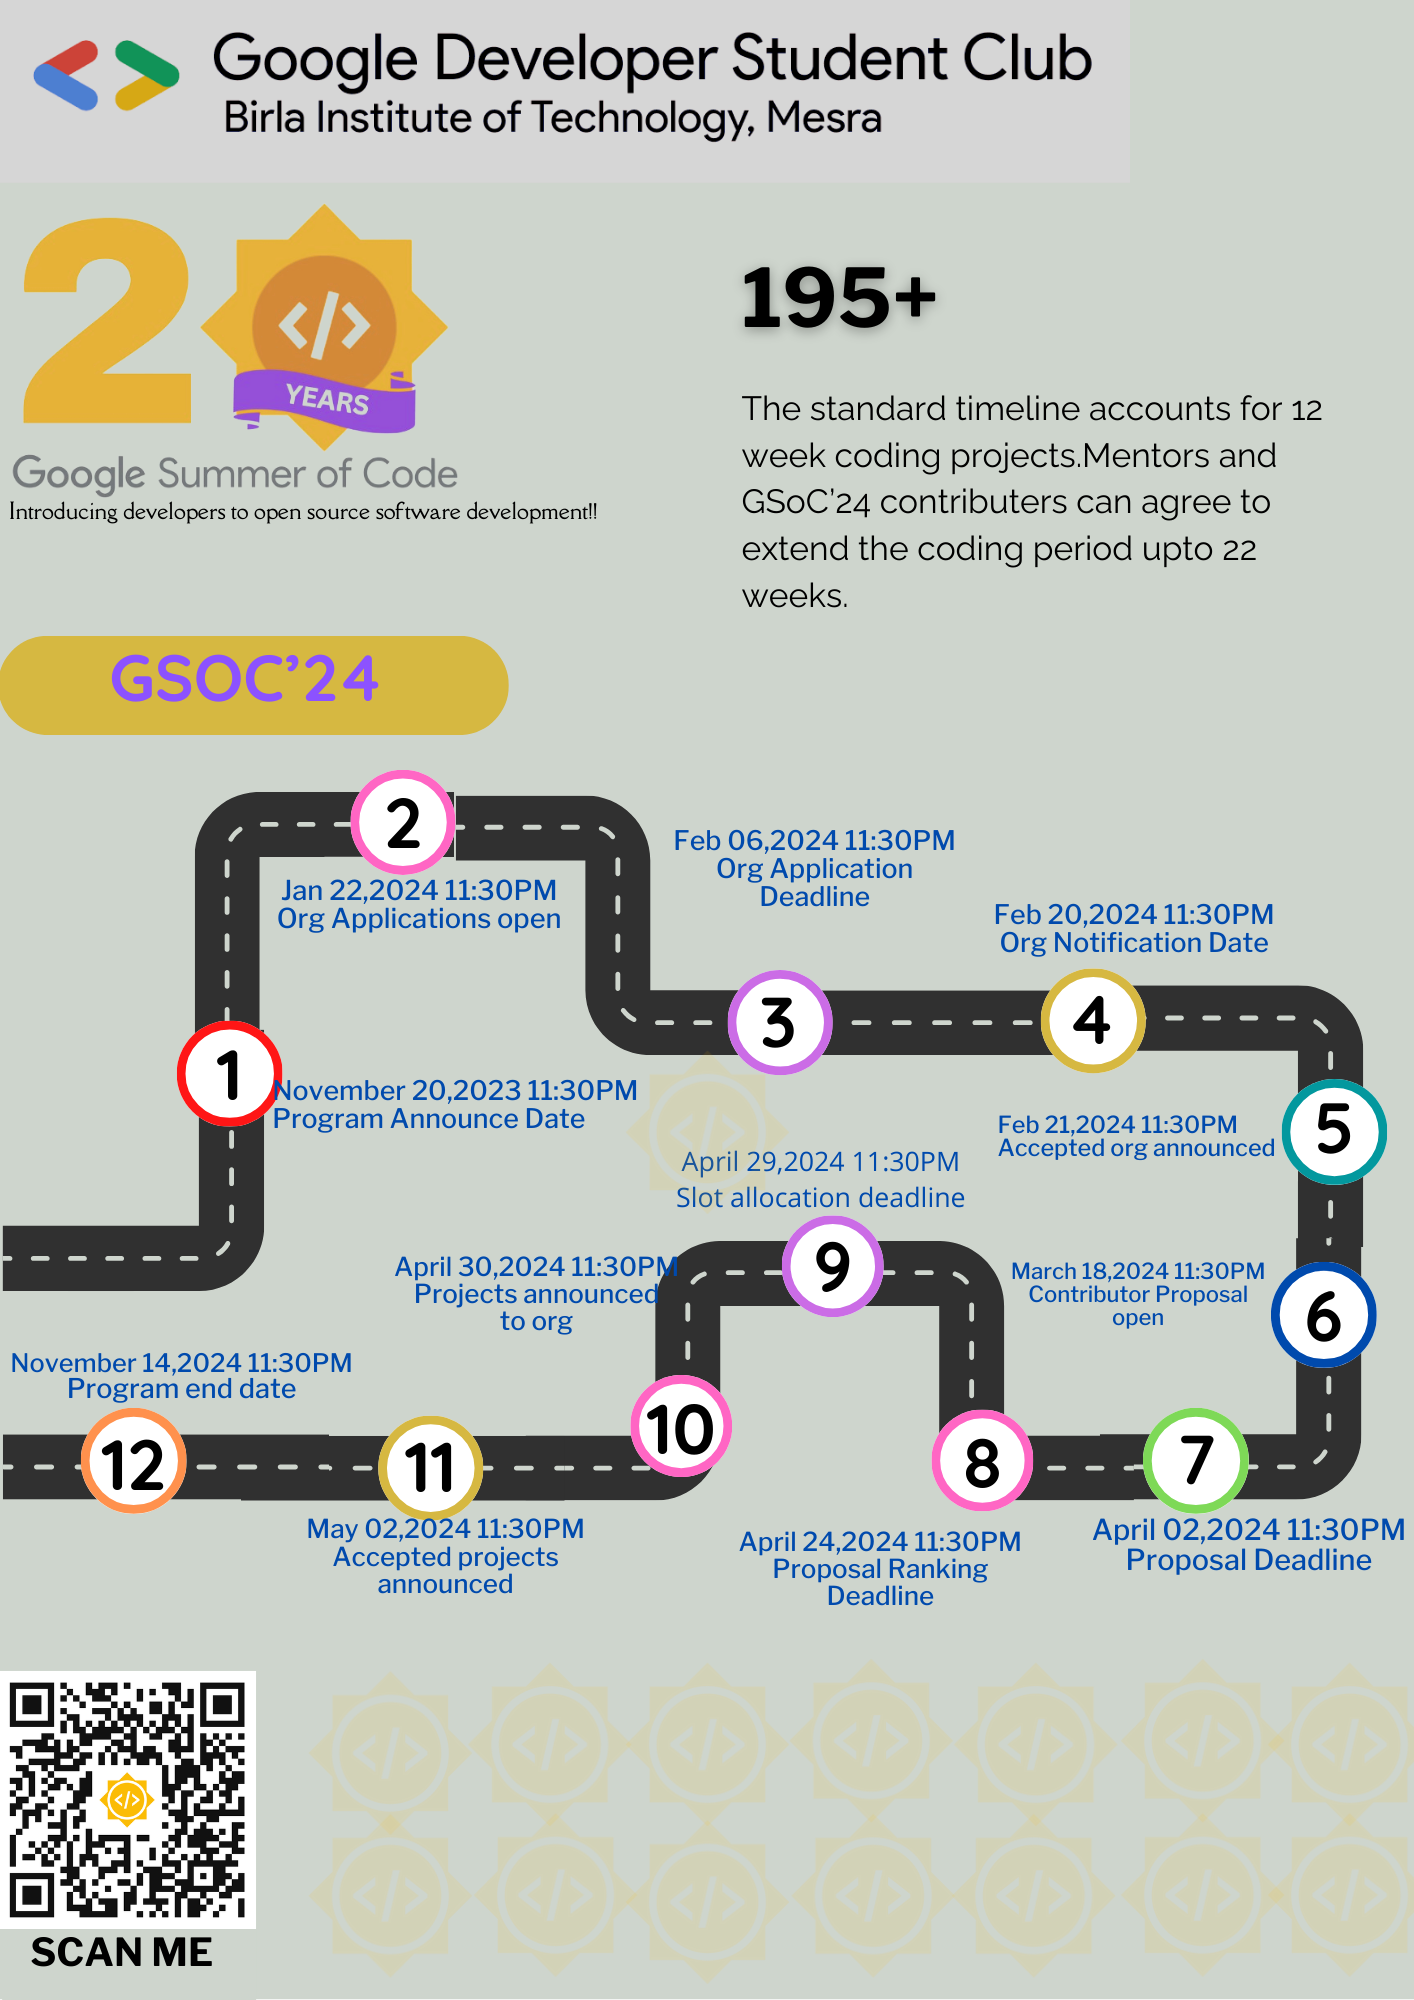 Google Developer Student Club
Birla Institute of Technology, Mesra
20
YEARS
Google Summer of Code
Introducing developers to open source software development!!
195+
The standard timeline accounts for 12
week coding projects.Mentors and
GSoC'24 contributers can agree to
extend the coding period upto 22
weeks.
GSOC'24
1
November 20,2023 11:30PM
Program Announce Date
2
Jan 22,2024 11:30PM
Org Applications open
3
Feb 06,2024 11:30PM
Org Application
Deadline
4
Feb 20,2024 11:30PM
Org Notification Date
5
Feb 21,2024 11:30PM
Accepted org announced
6
March 18,2024 11:30PM
Contributor Proposal
open
7
April 02,2024 11:30PM
Proposal Deadline
8
April 24,2024 11:30PM
Proposal Ranking
Deadline
9
April 29,2024 11:30PM
Slot allocation deadline
10
April 30,2024 11:30PM
Projects announced
to org
11
May 02,2024 11:30PM
Accepted projects
announced
12
November 14,2024 11:30PM
Program end date
SCAN ME